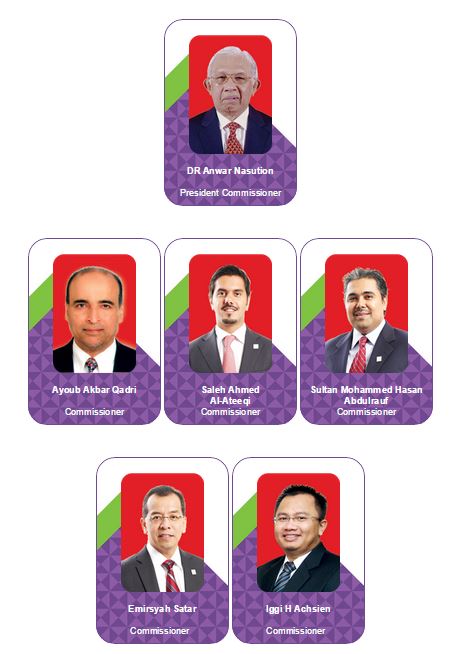 DR Anwar Nasution
President Commissioner
Ayoub Akbar Qadri
Commissioner
Saleh Ahmed
Al-Ateeqi
Commissioner
Sultan Mohammed Hasan
Abdulrauf
Commissioner
Emirsyah Satar
Commissioner
Iggi H Achsien
Commissioner